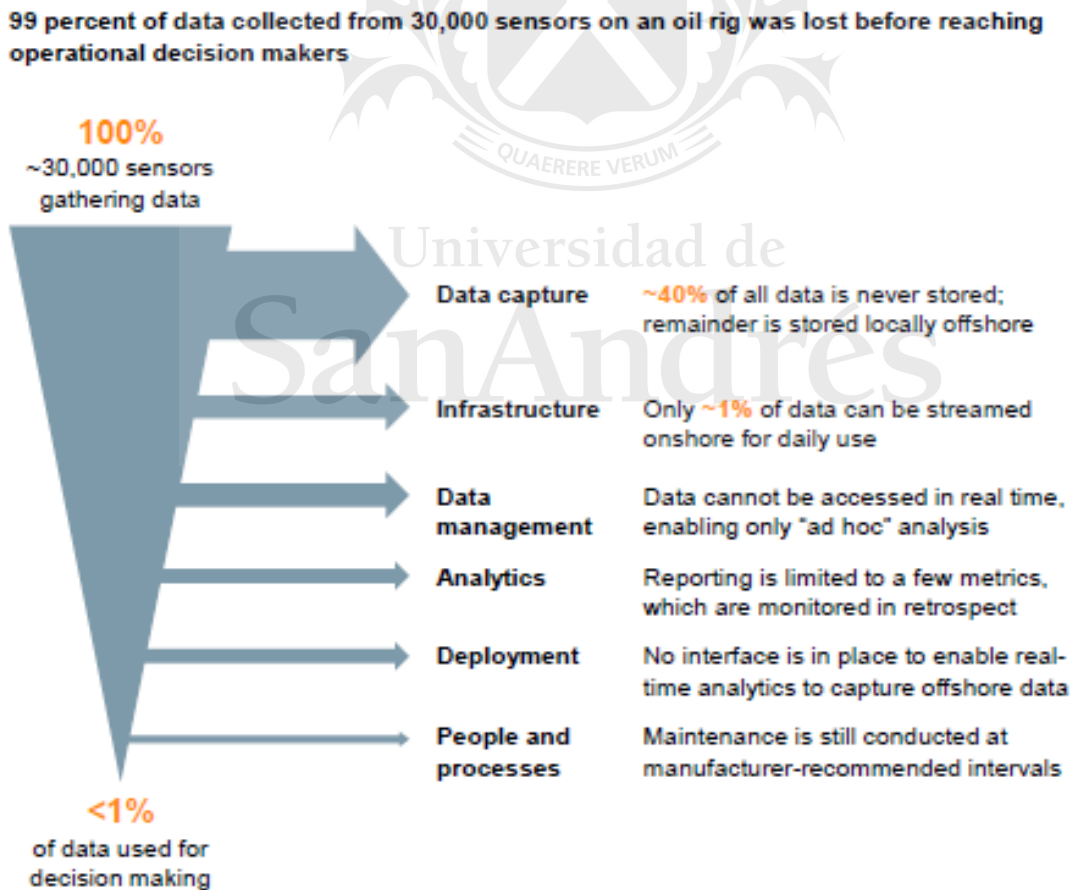 99 percent of data collected from 30,000 sensors on an oil rig was lost before reaching
operational decision makers
QUAERERE VERUM
Universidad de
SanAndrés
100%
~30,000 sensors
gathering data
Data capture
~40% of all data is never stored;
remainder is stored locally offshore
Infrastructure
Only ~1% of data can be streamed
onshore for daily use
Data
management
Data cannot be accessed in real time,
enabling only "ad hoc" analysis
Analytics
Reporting is limited to a few metrics,
which are monitored in retrospect
Deployment
No interface is in place to enable real-
time analytics to capture offshore data
People and
processes
Maintenance is still conducted at
manufacturer-recommended intervals
<1%
of data used for
decision making